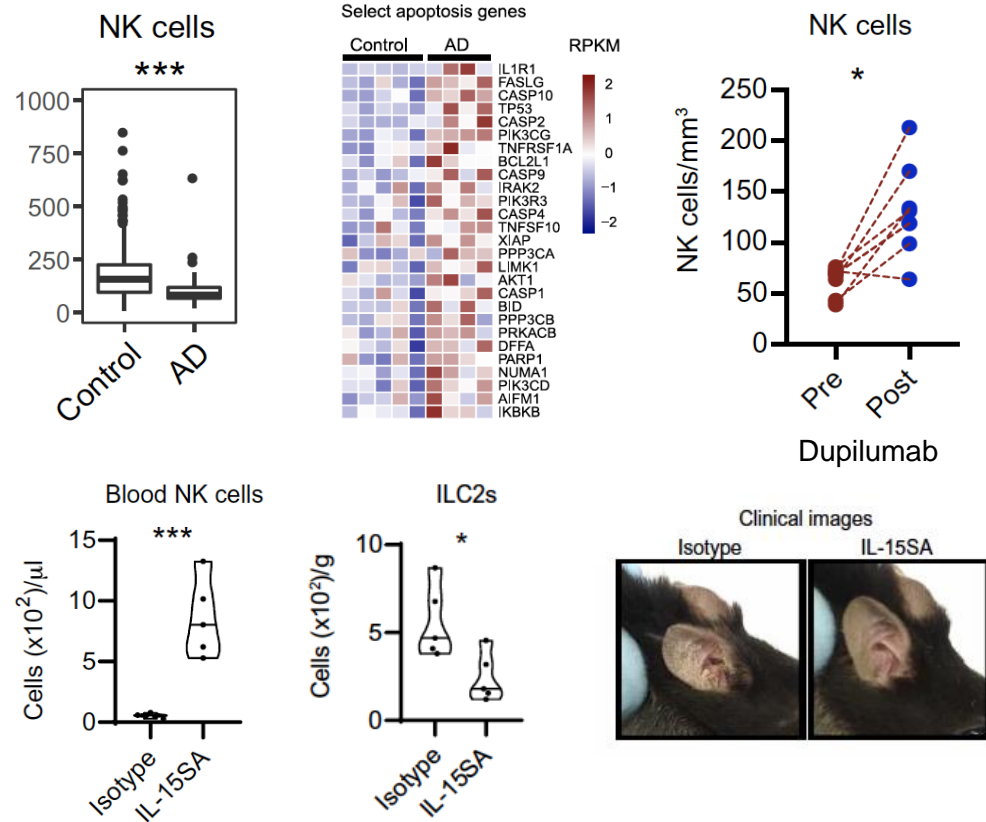 NK cells
***
1000
750
500
250
0
Control
AD
Select apoptosis genes
Control
AD
RPKM
IL1R1
FASLG
CASP10
TP53
CASP2
PIK3CG
TNFRSF1A
BCL2L1
CASP9
IRAK2
PIK3R3
CASP4
TNFSF10
XIAP
PPP3CA
LIMK1
AKT1
CASP1
BID
PPP3CB
PRKACB
DFFA
PARP1
NUMA1
PIK3CD
AIFM1
IKBKB
2
1
0
−1
−2
NK cells
*
NK cells/mm³
250
200
150
100
50
0
Pre
Post
Dupilumab
Blood NK cells
***
Cells (x10²)/µl
15
10
5
0
Isotype
IL-15SA
ILC2s
*
Cells (x10²)/g
10
5
0
Isotype
IL-15SA
Clinical images
Isotype
IL-15SA